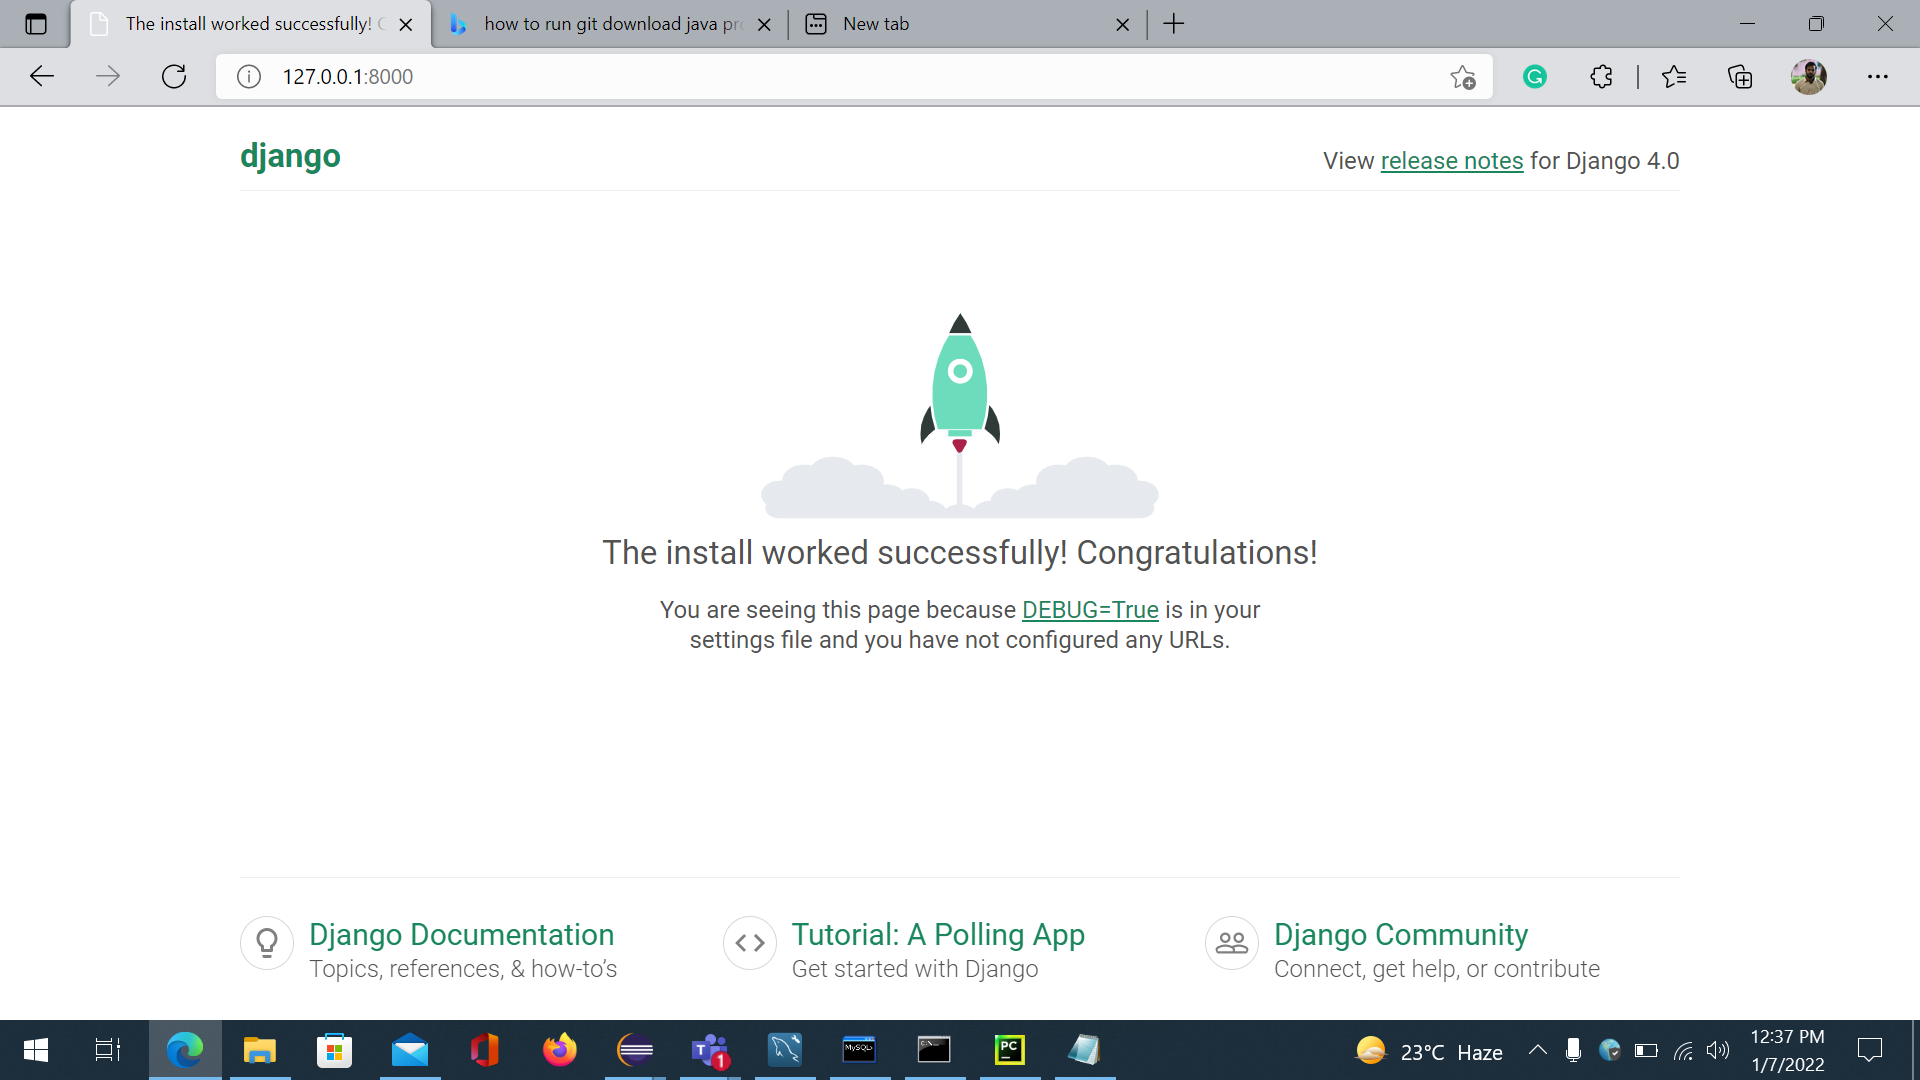 The install worked successfully! C
how to run git download java pr
New tab
127.0.0.1:8000
G
django
View release notes for Django 4.0
The install worked successfully! Congratulations!
You are seeing this page because DEBUG=True is in your
settings file and you have not configured any URLs.
Django Documentation
Topics, references, & how-to's
Tutorial: A Polling App
Get started with Django
Django Community
Connect, get help, or contribute
T
1
MySQL
C:\
PC
23°C Haze
12:37 PM
1/7/2022